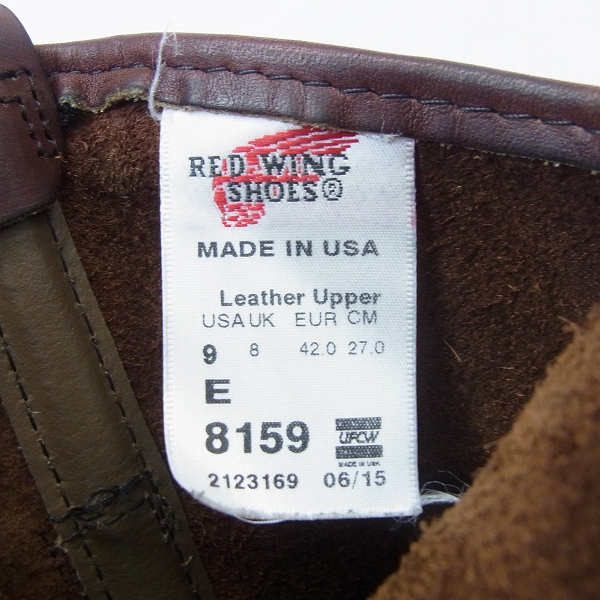 RED WING
SHOES®
MADE IN USA
Leather Upper
USA UK EUR CM
9 8 42.0 27.0
E
8159 UFCW
MADE IN USA
2123169 06/15